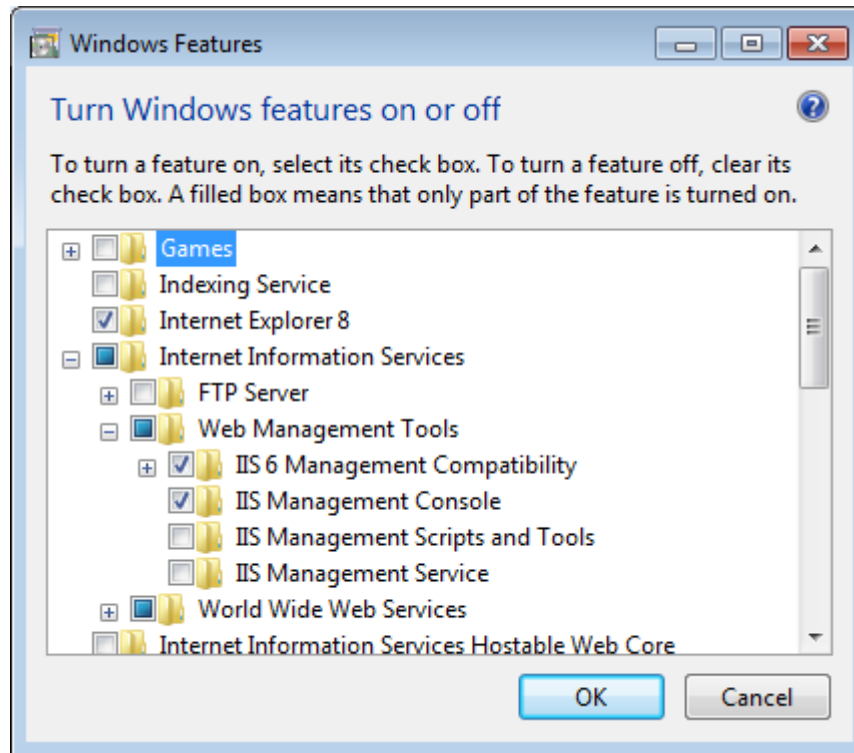 Windows Features
Turn Windows features on or off
To turn a feature on, select its check box. To turn a feature off, clear its
check box. A filled box means that only part of the feature is turned on.
Games
Indexing Service
Internet Explorer 8
Internet Information Services
FTP Server
Web Management Tools
IIS 6 Management Compatibility
IIS Management Console
IIS Management Scripts and Tools
IIS Management Service
World Wide Web Services
Internet Information Services Hostable Web Core
OK Cancel